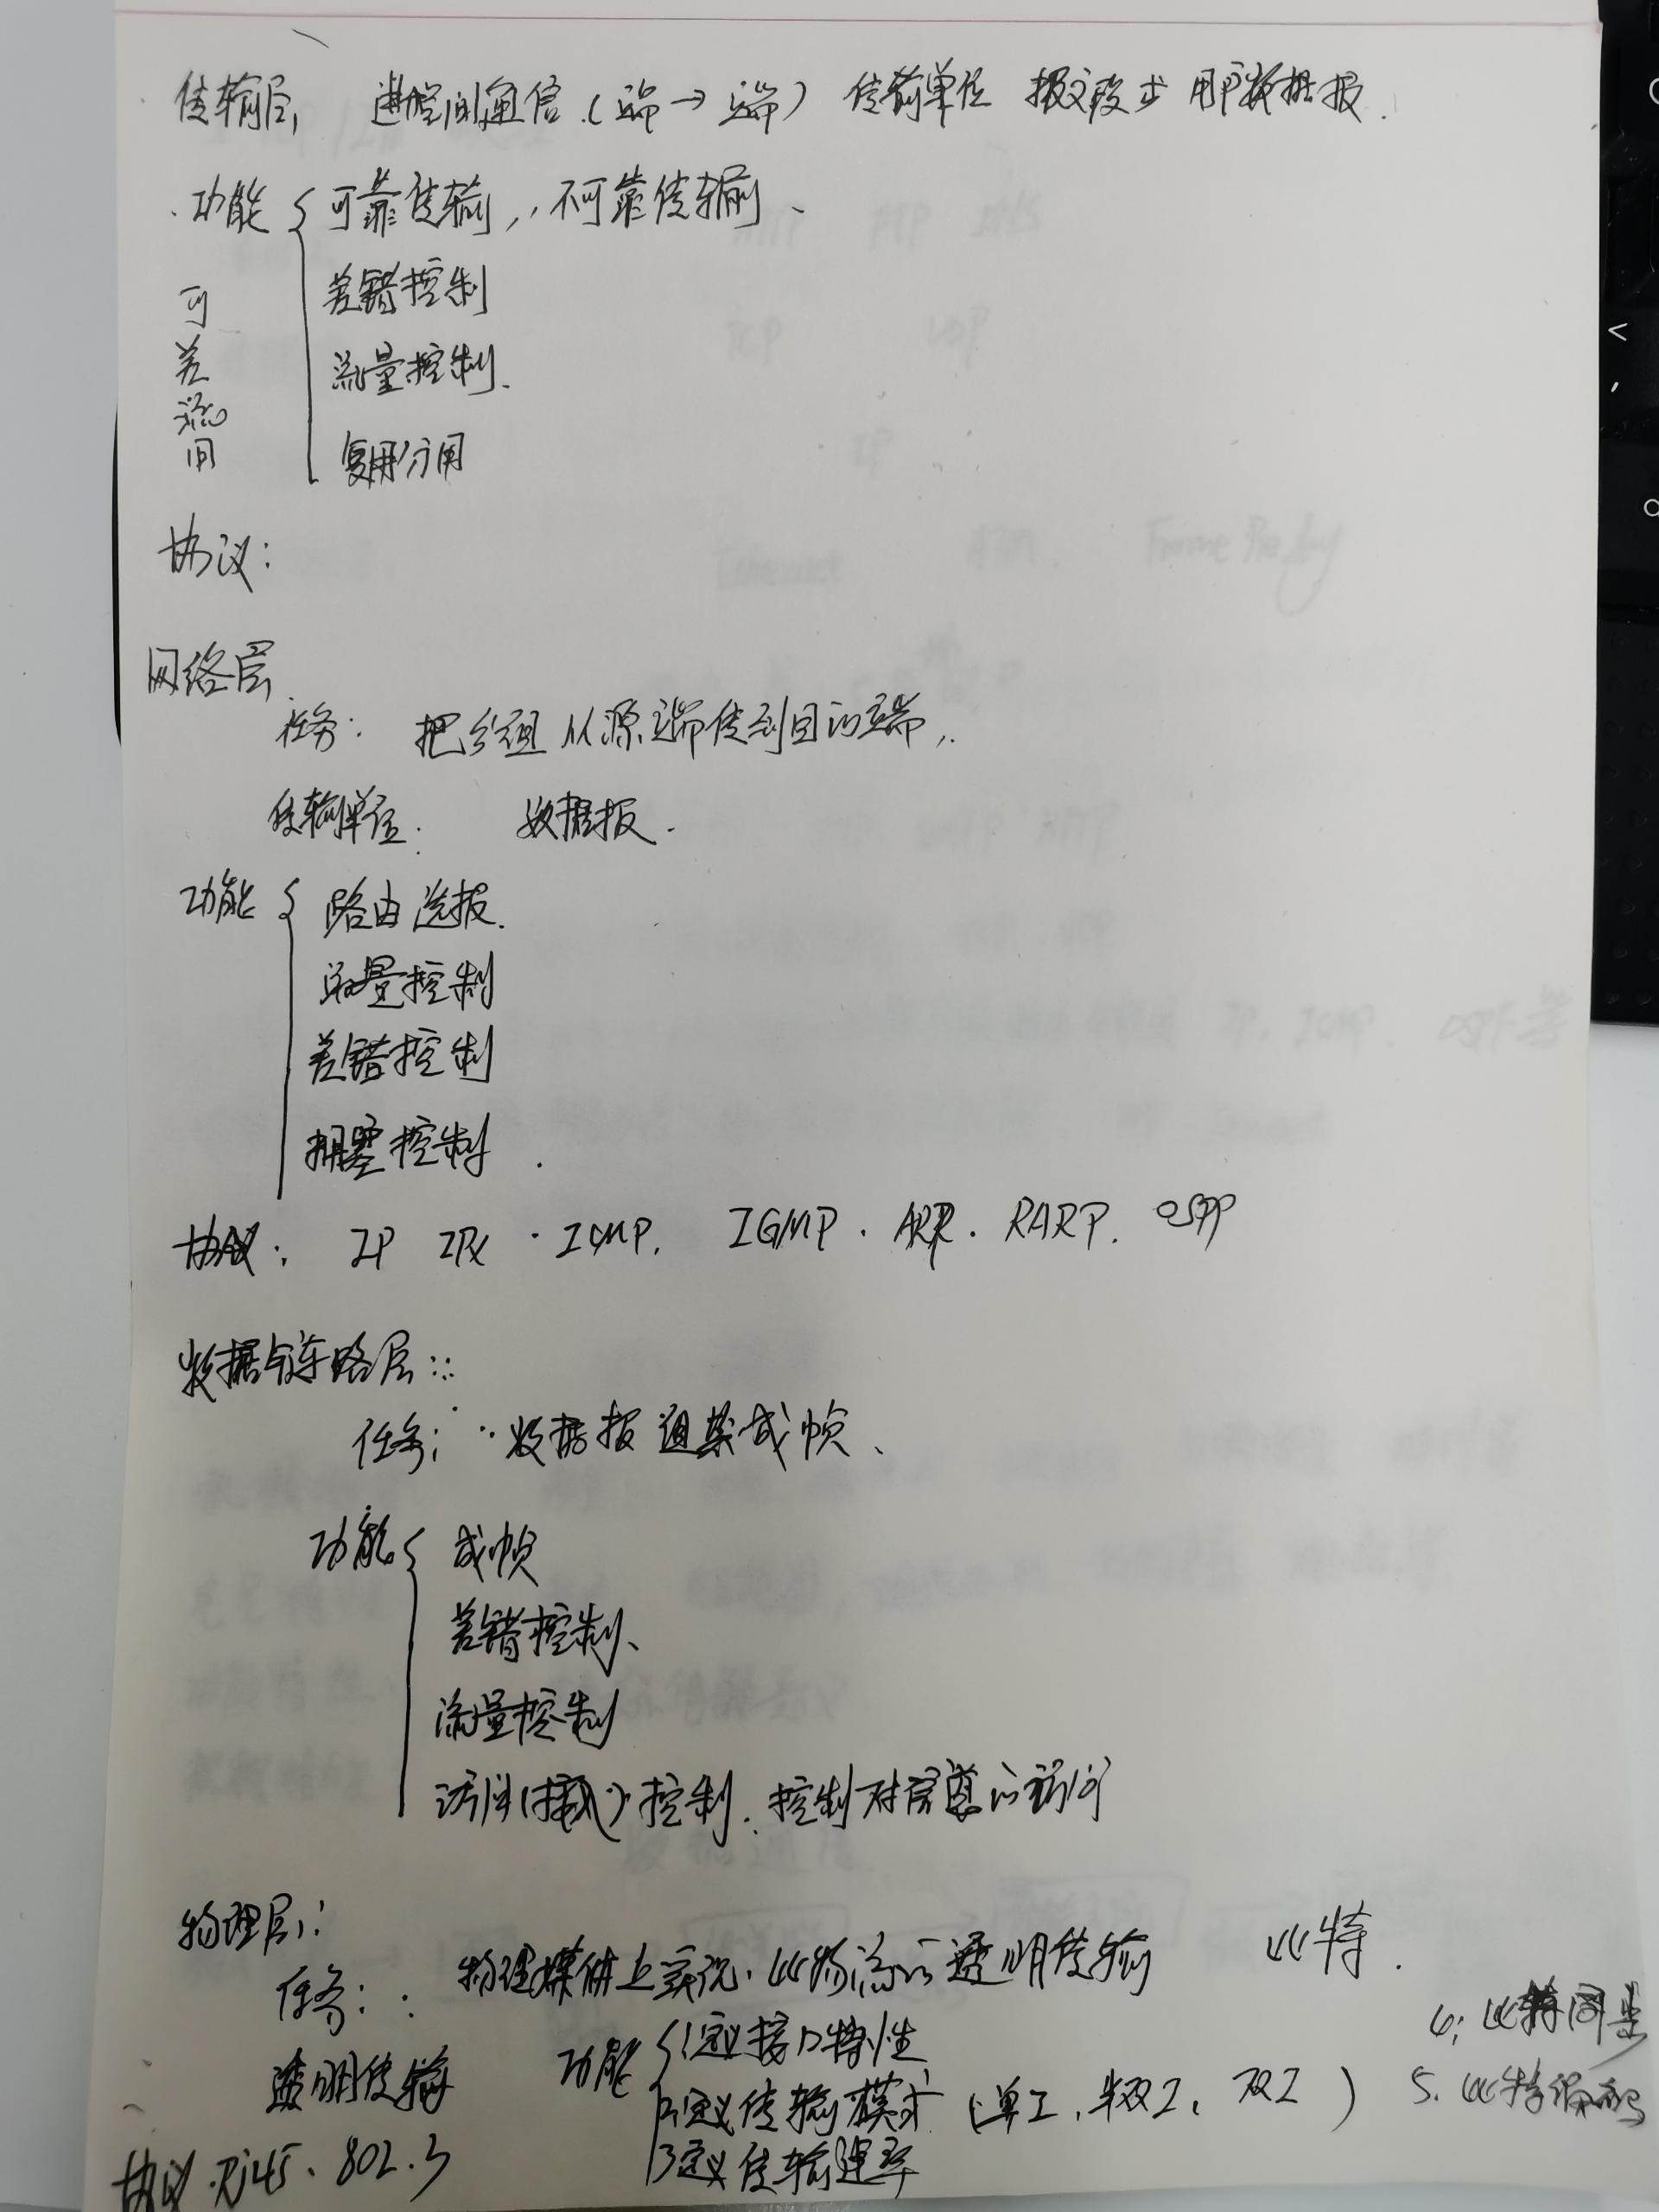 传输层 进程间通信(端→端) 传输单位 报文段或用户数据报.
功能 可靠传输, 不可靠传输、
差错控制
流量控制.
复用分用
可
差
流
用
协议:
网络层
任务: 把分组从源端传到目的端,
传输单位: 数据报.
功能 路由选报.
流量控制
差错控制
拥塞控制.
协议: IP IPX ·ICMP. IGMP. ARP. RARP. OSPP
数据链路层:
任务: 数据报组装成帧、
功能 成帧
差错控制、
流量控制
访问(接入)控制. 控制对信道的访问
物理层:
任务: 物理媒体上实现比特流的透明传输 比特.
透明传输 功能 1定义接口特性
2定义传输模式(单工,半双工,双工)
3定义传输速率
4; 比特同步
5. 比特编码
协议. RJ45、802.3